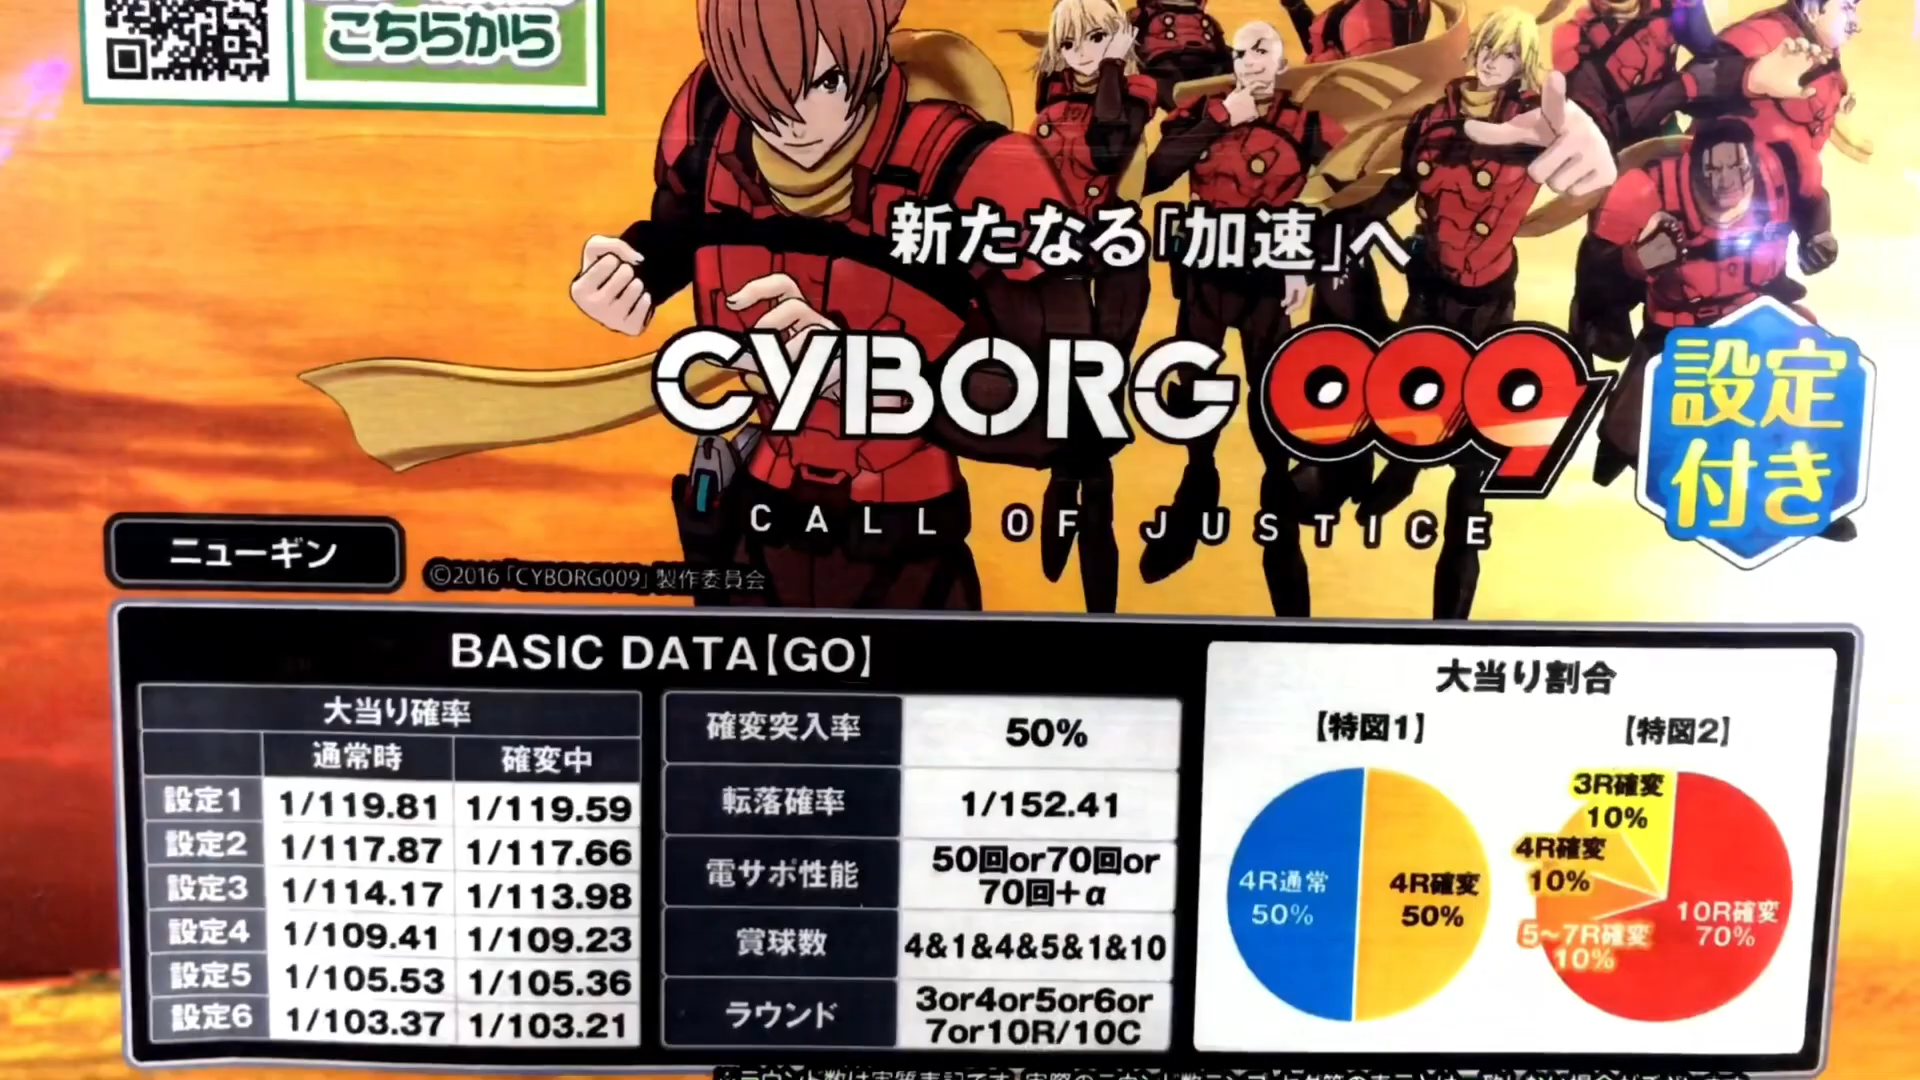 こちらから
新たなる「加速」へ
CYBORG 009
CALL OF JUSTICE
設定
付き
ニューギン
©2016「CYBORG009」製作委員会
BASIC DATA【GO】
大当り確率
通常時 確変中
設定1 1/119.81 1/119.59
設定2 1/117.87 1/117.66
設定3 1/114.17 1/113.98
設定4 1/109.41 1/109.23
設定5 1/105.53 1/105.36
設定6 1/103.37 1/103.21
確変突入率 50%
転落確率 1/152.41
電サポ性能 50回or70回or
70回+α
賞球数 4&1&4&5&1&10
ラウンド 3or4or5or6or
7or10R/10C
大当り割合
【特図1】
4R通常
50%
4R確変
50%
【特図2】
3R確変
10%
4R確変
10%
5~7R確変
10%
10R確変
70%